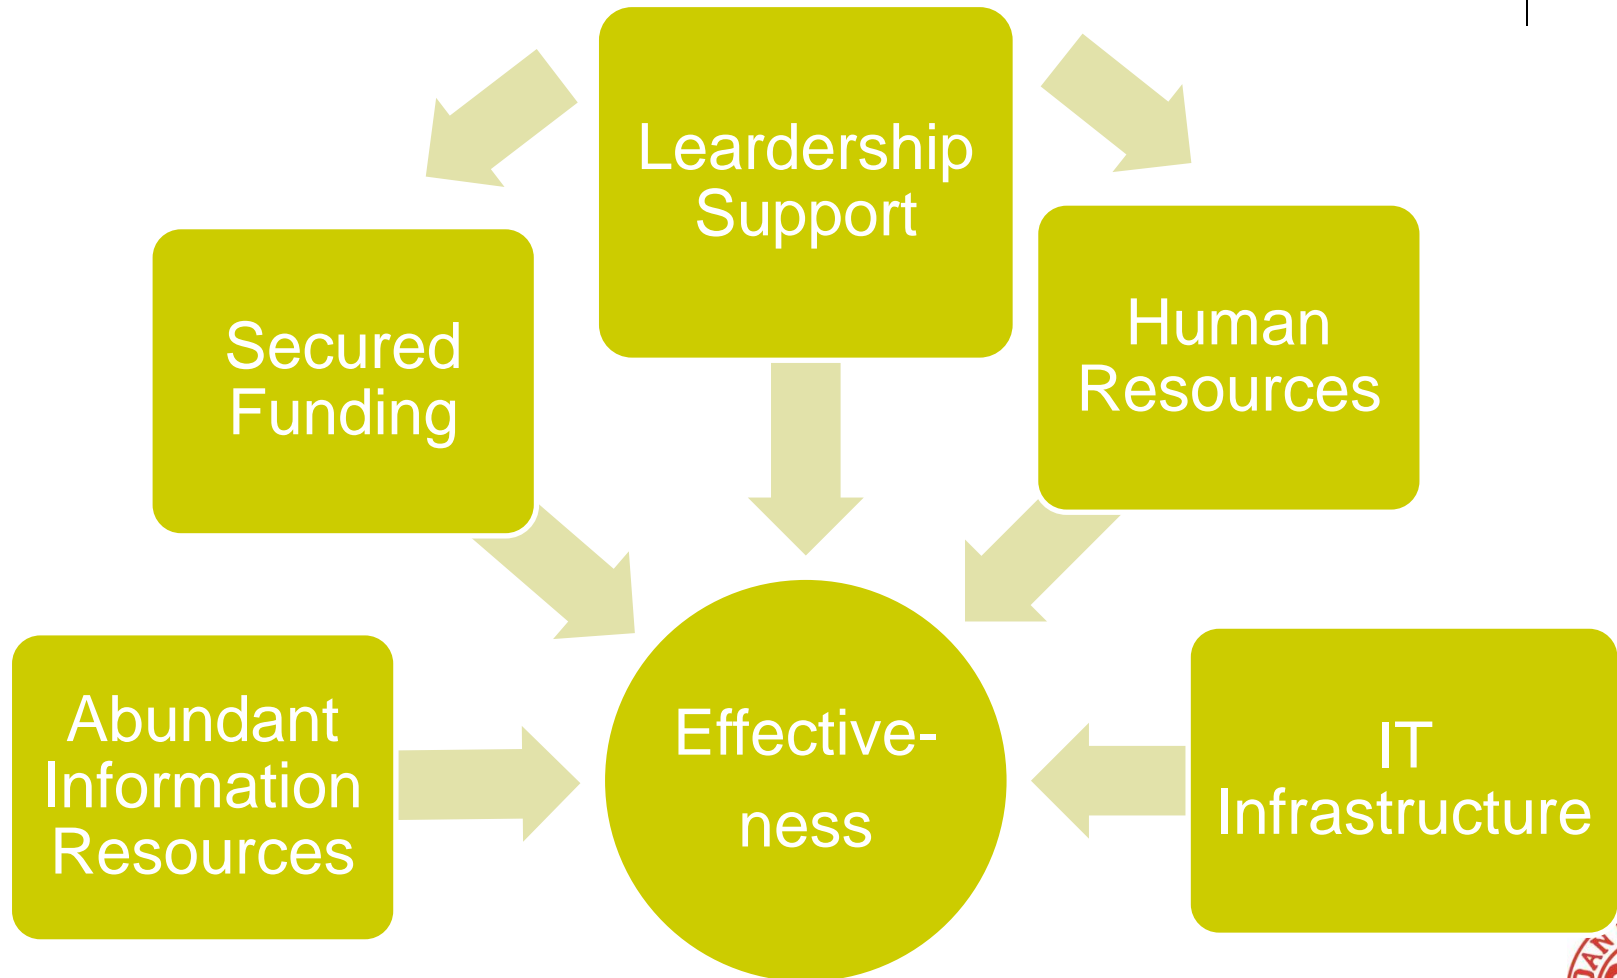 Leardership
Support
Secured
Funding
Human
Resources
Abundant
Information
Resources
Effective-
ness
IT
Infrastructure